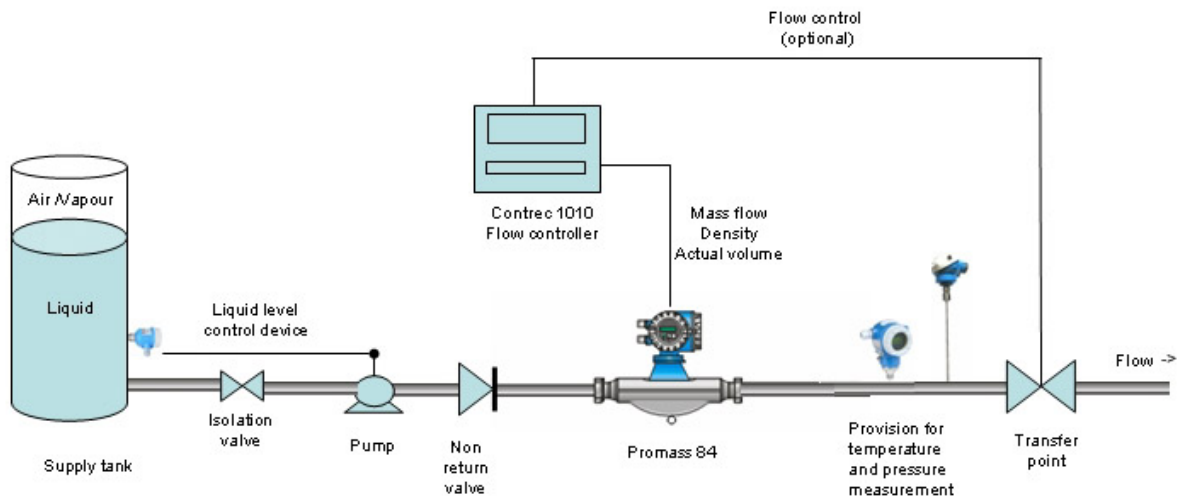 Flow control
(optional)
Air /Vapour
Contrec 1010
Flow controller
Mass flow
Density
Actual volume
Liquid
Liquid level
control device
Flow ->
Isolation
valve
Pump
Non
return
valve
Promass 84
Provision for
temperature
and pressure
measurement
Transfer
point
Supply tank